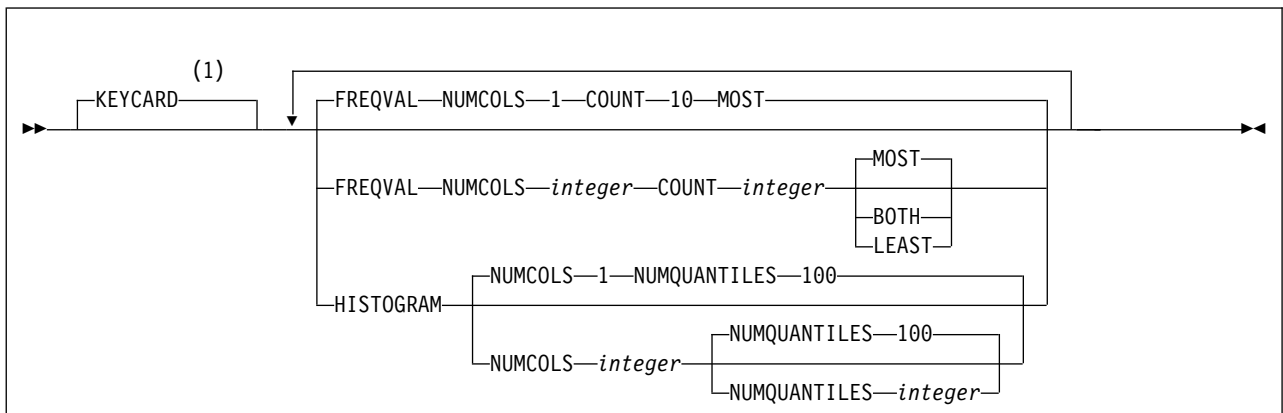 (1)
KEYCARD
FREQVAL NUMCOLS 1 COUNT 10 MOST
MOST
FREQVAL NUMCOLS integer COUNT integer
BOTH
LEAST
NUMCOLS 1 NUMQUANTILES 100
HISTOGRAM
NUMQUANTILES 100
NUMCOLS integer
NUMQUANTILES integer